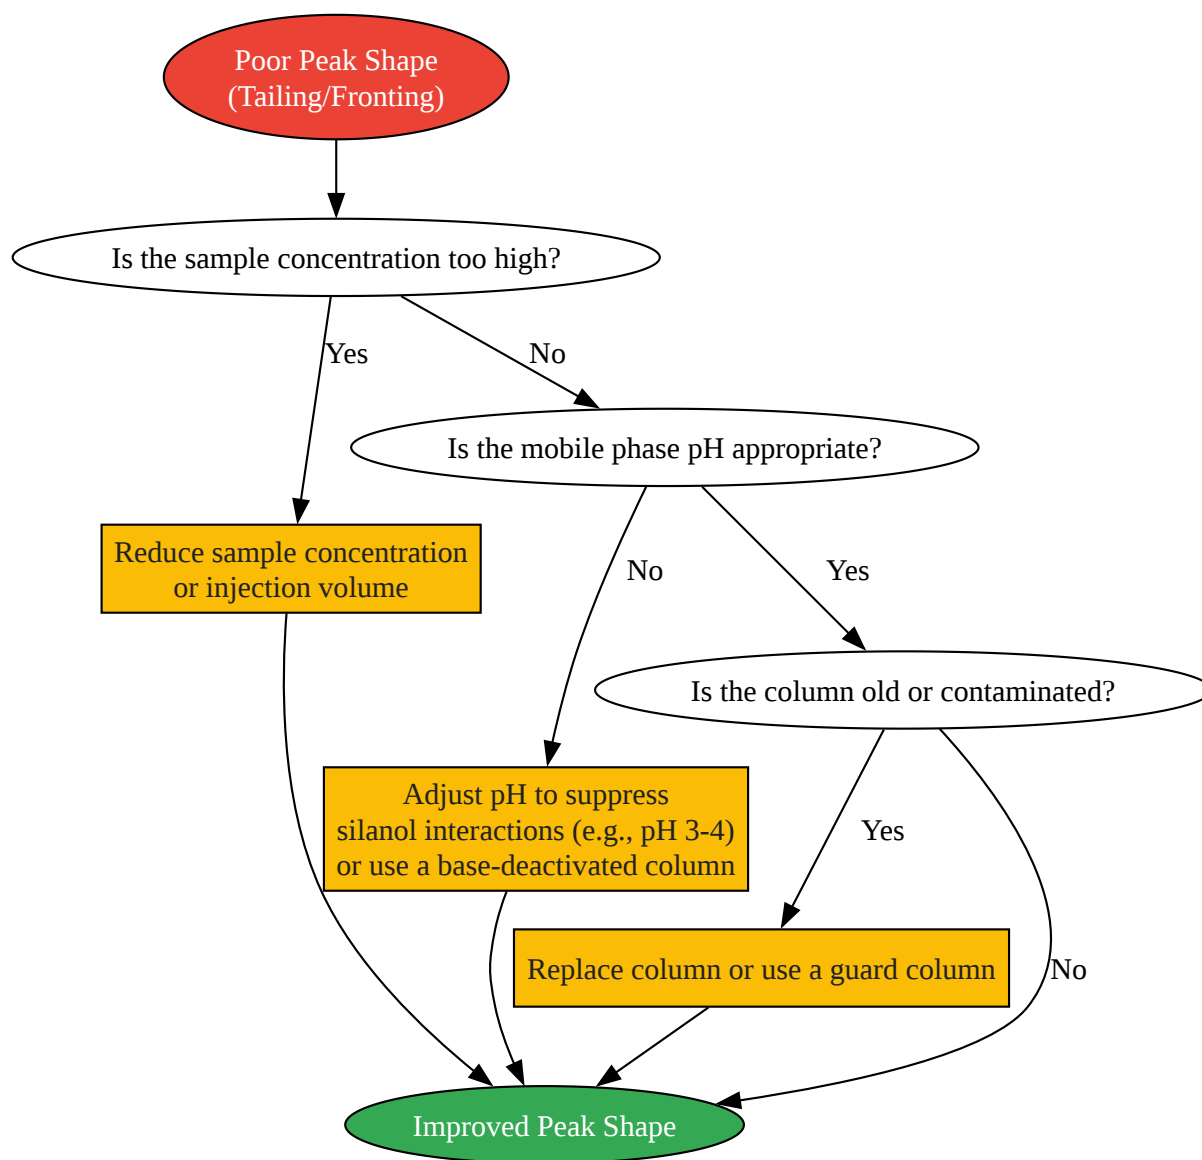 Poor Peak Shape
(Tailing/Fronting)
Is the sample concentration too high?
Yes
No
Is the mobile phase pH appropriate?
Reduce sample concentration
or injection volume
No
Yes
Is the column old or contaminated?
Adjust pH to suppress
silanol interactions (e.g., pH 3-4)
or use a base-deactivated column
Yes
Replace column or use a guard column
No
Improved Peak Shape